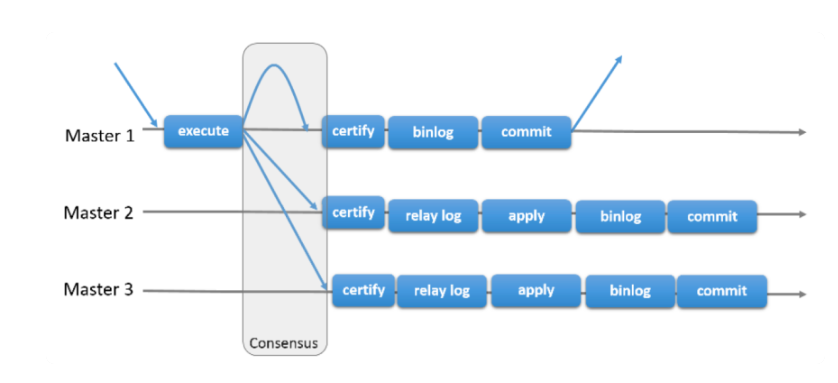 Master 1 execute certify binlog commit
Master 2 certify relay log apply binlog commit
Master 3 certify relay log apply binlog commit
Consensus